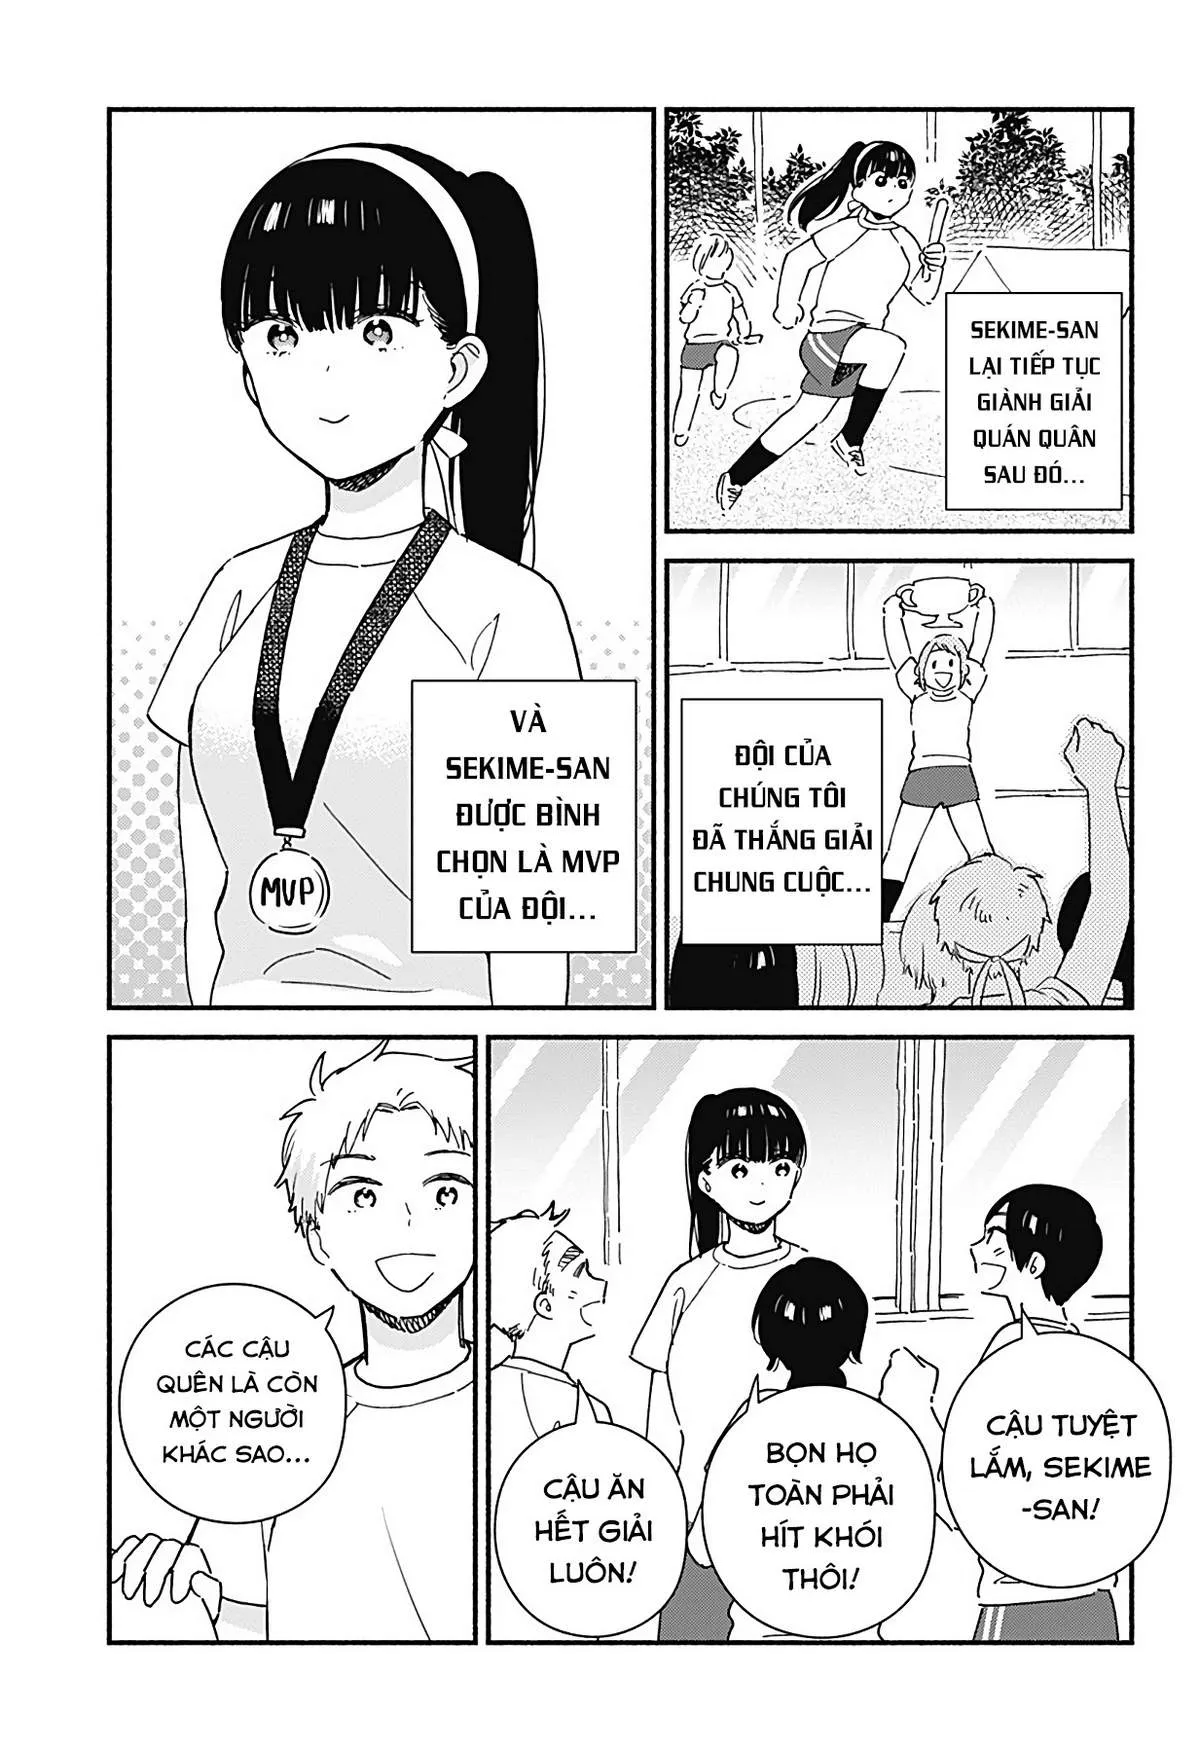 SEKIME-SAN
LẠI TIẾP TỤC
GIÀNH GIẢI
QUÁN QUÂN
SAU ĐÓ...
ĐỘI CỦA
CHÚNG TÔI
ĐÃ THẮNG GIẢI
CHUNG CUỘC...
VÀ
SEKIME-SAN
ĐƯỢC BÌNH
CHỌN LÀ MVP
CỦA ĐỘI...
MVP
CẬU TUYỆT
LẮM, SEKIME
-SAN!
BỌN HỌ
TOÀN PHẢI
HÍT KHÓI
THÔI!
CẬU ĂN
HẾT GIẢI
LUÔN!
CÁC CẬU
QUÊN LÀ CÒN
MỘT NGƯỜI
KHÁC SAO...